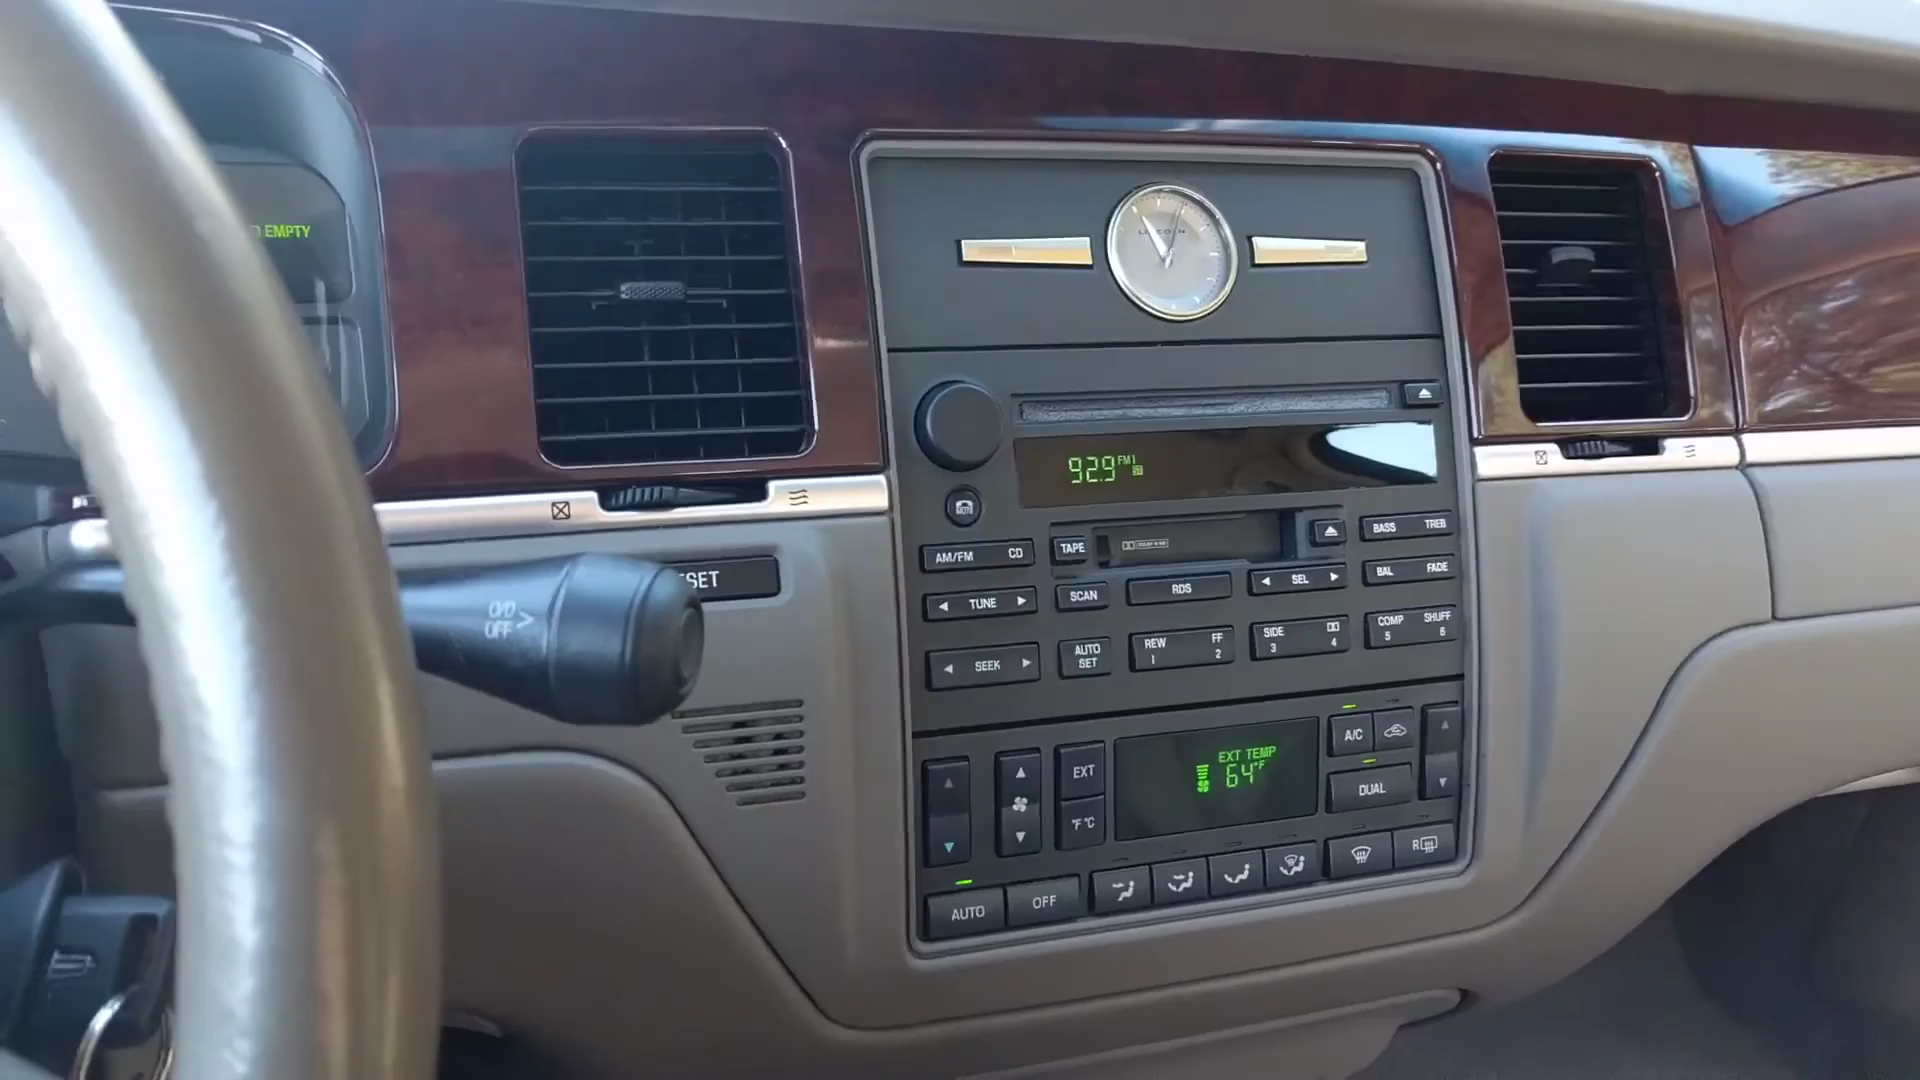 EMPTY
LINCOLN
92.9 FM1
AM/FM CD
TAPE
BASS TREB
SET
TUNE
SCAN
RDS
SEL
BAL FADE
O/D
OFF
SEEK
AUTO
SET
REW
1
FF
2
SIDE
3
4
COMP
5
SHUFF
6
EXT
EXT TEMP
64°F
A/C
DUAL
°F °C
R
AUTO
OFF